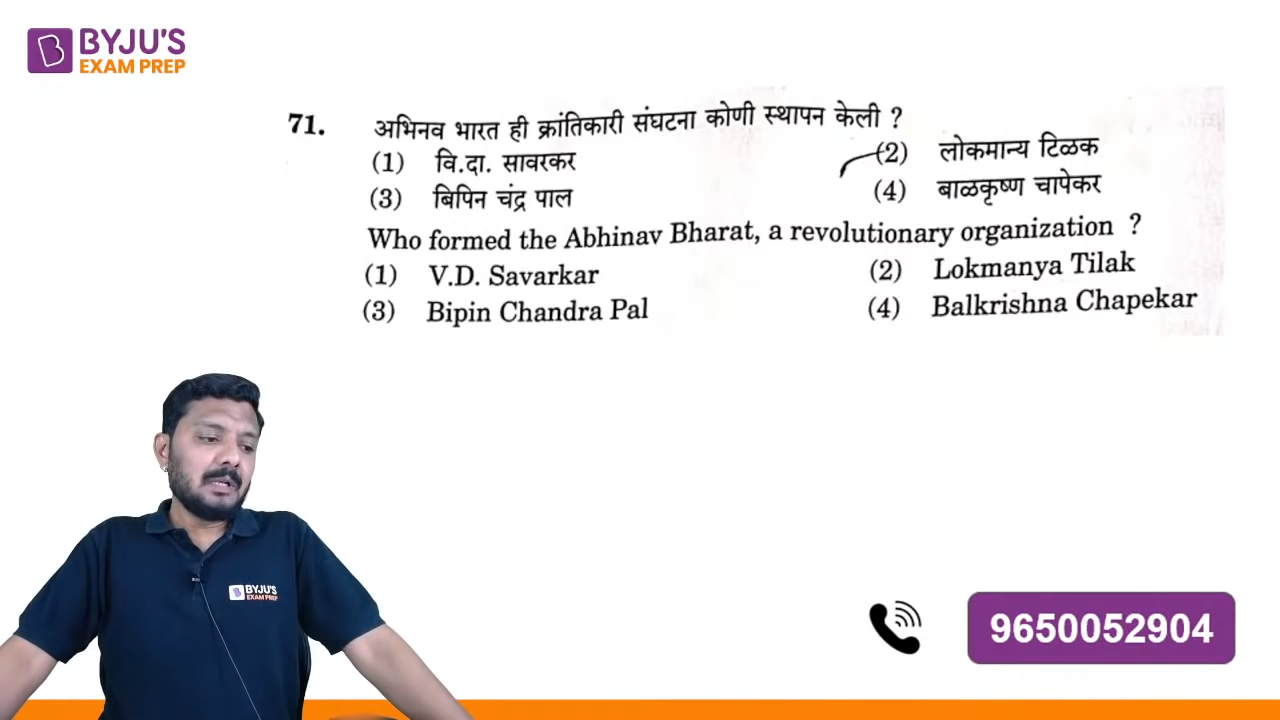 BYJU'S
EXAM PREP
71. अभिनव भारत ही क्रांतिकारी संघटना कोणी स्थापन केली ?
(1) वि.दा. सावरकर (2) लोकमान्य टिळक
(3) बिपिन चंद्र पाल (4) बाळकृष्ण चापेकर
Who formed the Abhinav Bharat, a revolutionary organization ?
(1) V.D. Savarkar (2) Lokmanya Tilak
(3) Bipin Chandra Pal (4) Balkrishna Chapekar
BYJU'S
EXAM PREP
9650052904